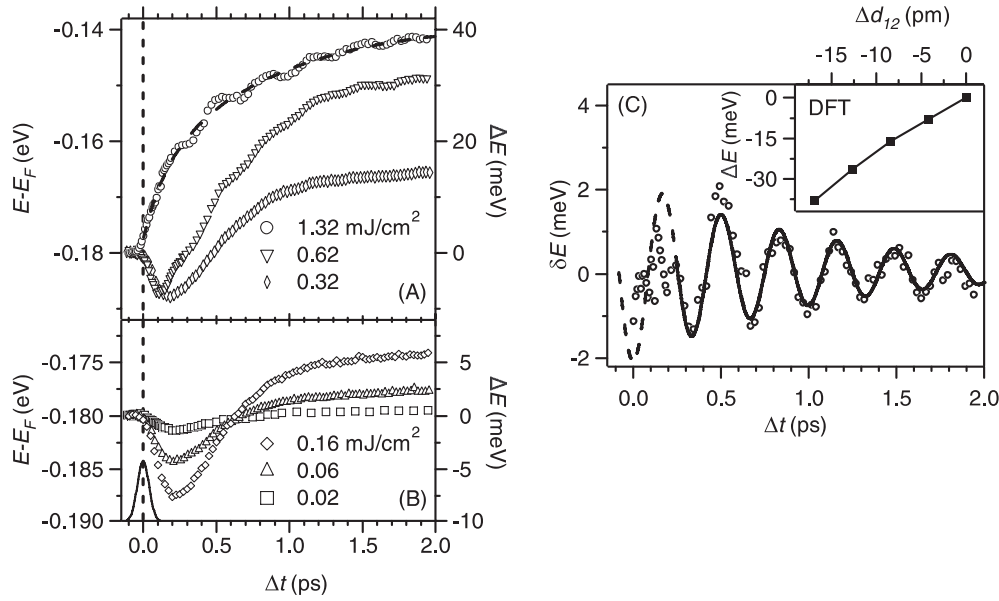 -0.14
-0.16
-0.18
E-E_F (eV)
40
20
0
ΔE (meV)
1.32 mJ/cm²
0.62
0.32
(A)
-0.175
-0.180
-0.185
-0.190
E-E_F (eV)
5
0
-5
-10
ΔE (meV)
0.16 mJ/cm²
0.06
0.02
(B)
0.0 0.5 1.0 1.5 2.0
Δt (ps)
(C)
4
2
0
-2
δE (meV)
0.0 0.5 1.0 1.5 2.0
Δt (ps)
Δd₁₂ (pm)
-15 -10 -5 0
DFT
0
-15
-30
ΔE (meV)